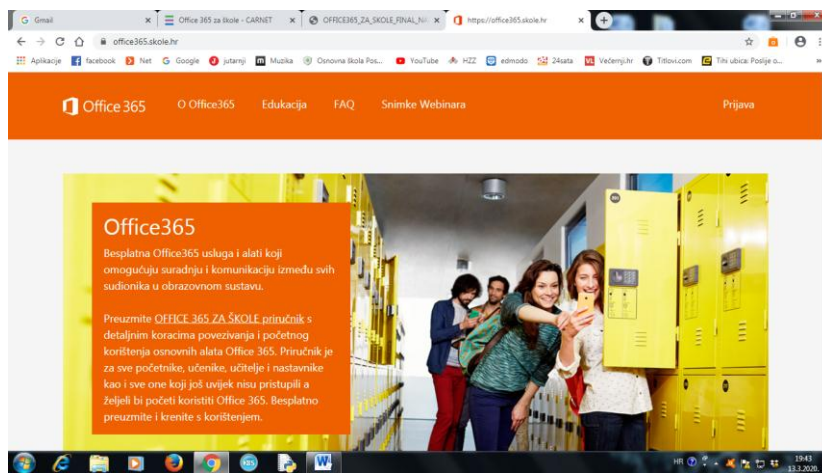 Gmail
Office 365 za škole - CARNET
OFFICE365_ZA_SKOLE_FINAL_NA
https://office365.skole.hr
office365.skole.hr
Aplikacije
facebook
Net
Google
jutarnji
Muzika
Osnovna škola Pos...
YouTube
HZZ
edmodo
24sata
Večernji.hr
Titlovi.com
Tihi ubica: Poslije o...
Office 365
O Office365
Edukacija
FAQ
Snimke Webinara
Prijava
Office365
Besplatna Office365 usluga i alati koji
omogućuju suradnju i komunikaciju između svih
sudionika u obrazovnom sustavu.
Preuzmite OFFICE 365 ZA ŠKOLE priručnik s
detaljnim koracima povezivanja i početnog
korištenja osnovnih alata Office 365. Priručnik je
za sve početnike, učenike, učitelje i nastavnike
kao i sve one koji još uvijek nisu pristupili a
željeli bi početi koristiti Office 365. Besplatno
preuzmite i krenite s korištenjem.
HR
19:43
13.3.2020.